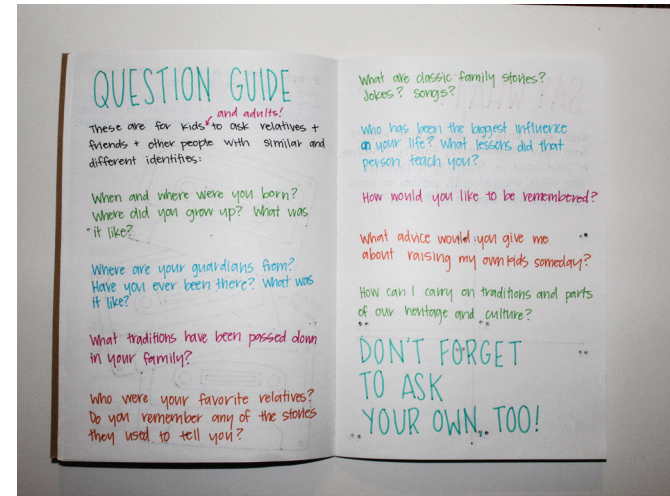 QUESTION GUIDE
and adults!
These are for kids to ask relatives +
friends + other people with similar and
different identities:
When and where were you born?
Where did you grow up? What was
it like?
Where are your guardians from?
Have you ever been there? What was
it like?
What traditions have been passed down
in your family?
Who were your favorite relatives?
Do you remember any of the stories
they used to tell you?
What are classic family stories?
Jokes? Songs?
Who has been the biggest influence
on your life? What lessons did that
person teach you?
How would you like to be remembered?
What advice would you give me
about raising my own kids someday?
How can I carry on traditions and parts
of our heritage and culture?
DON'T FORGET
TO ASK
YOUR OWN, TOO!